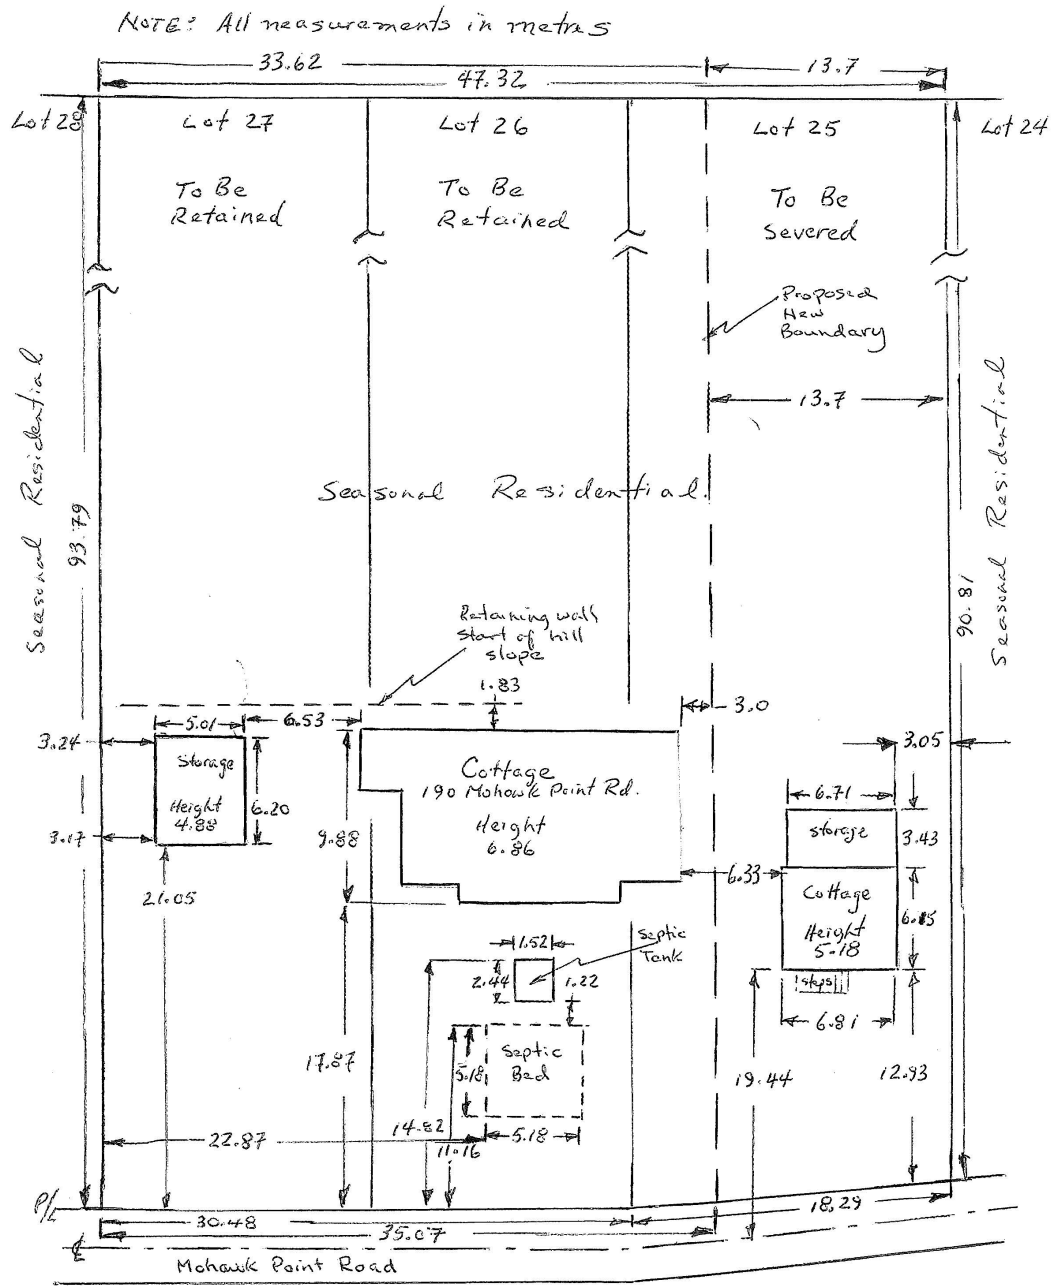 NOTE: All measurements in metres
33.62
13.7
47.32
Lot 28
Lot 27
Lot 26
Lot 25
Lot 24
To Be
Retained
To Be
Retained
To Be
Severed
Proposed
New
Boundary
13.7
Seasonal Residential
93.79
Seasonal Residential.
90.81
Seasonal Residential
Retaining wall
start of hill
slope
1.83
3.0
5.01
6.53
3.24
Storage
Height
4.88
6.20
3.17
Cottage
190 Mohawk Point Rd.
Height
6.86
9.88
3.05
6.71
Storage
3.43
6.33
Cottage
Height
5.18
6.15
steps
6.81
21.05
1.52
Septic
Tank
2.44
1.22
17.87
5.18
Septic
Bed
19.44
12.93
14.82
22.87
11.16
5.18
P/L
30.48
18.29
35.07
Mohawk Point Road